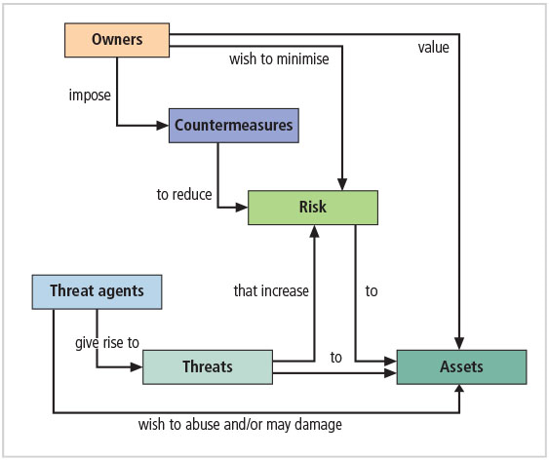 Owners
value
wish to minimise
impose
Countermeasures
to reduce
Risk
Threat agents
that increase
to
give rise to
to
Threats
Assets
wish to abuse and/or may damage